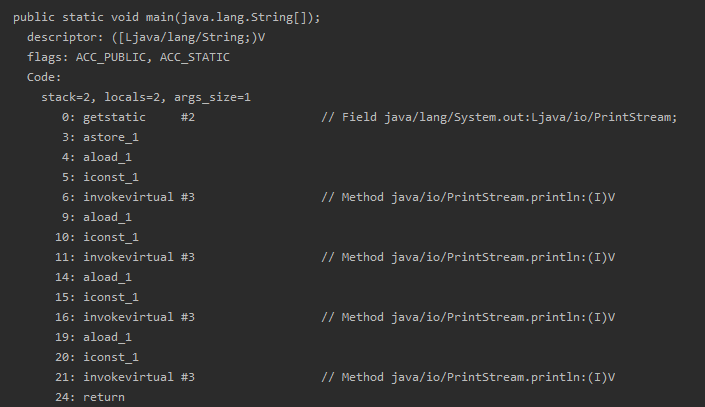 public static void main(java.lang.String[]);
descriptor: ([Ljava/lang/String;)V
flags: ACC_PUBLIC, ACC_STATIC
Code:
stack=2, locals=2, args_size=1
0: getstatic #2 // Field java/lang/System.out:Ljava/io/PrintStream;
3: astore_1
4: aload_1
5: iconst_1
6: invokevirtual #3 // Method java/io/PrintStream.println:(I)V
9: aload_1
10: iconst_1
11: invokevirtual #3 // Method java/io/PrintStream.println:(I)V
14: aload_1
15: iconst_1
16: invokevirtual #3 // Method java/io/PrintStream.println:(I)V
19: aload_1
20: iconst_1
21: invokevirtual #3 // Method java/io/PrintStream.println:(I)V
24: return